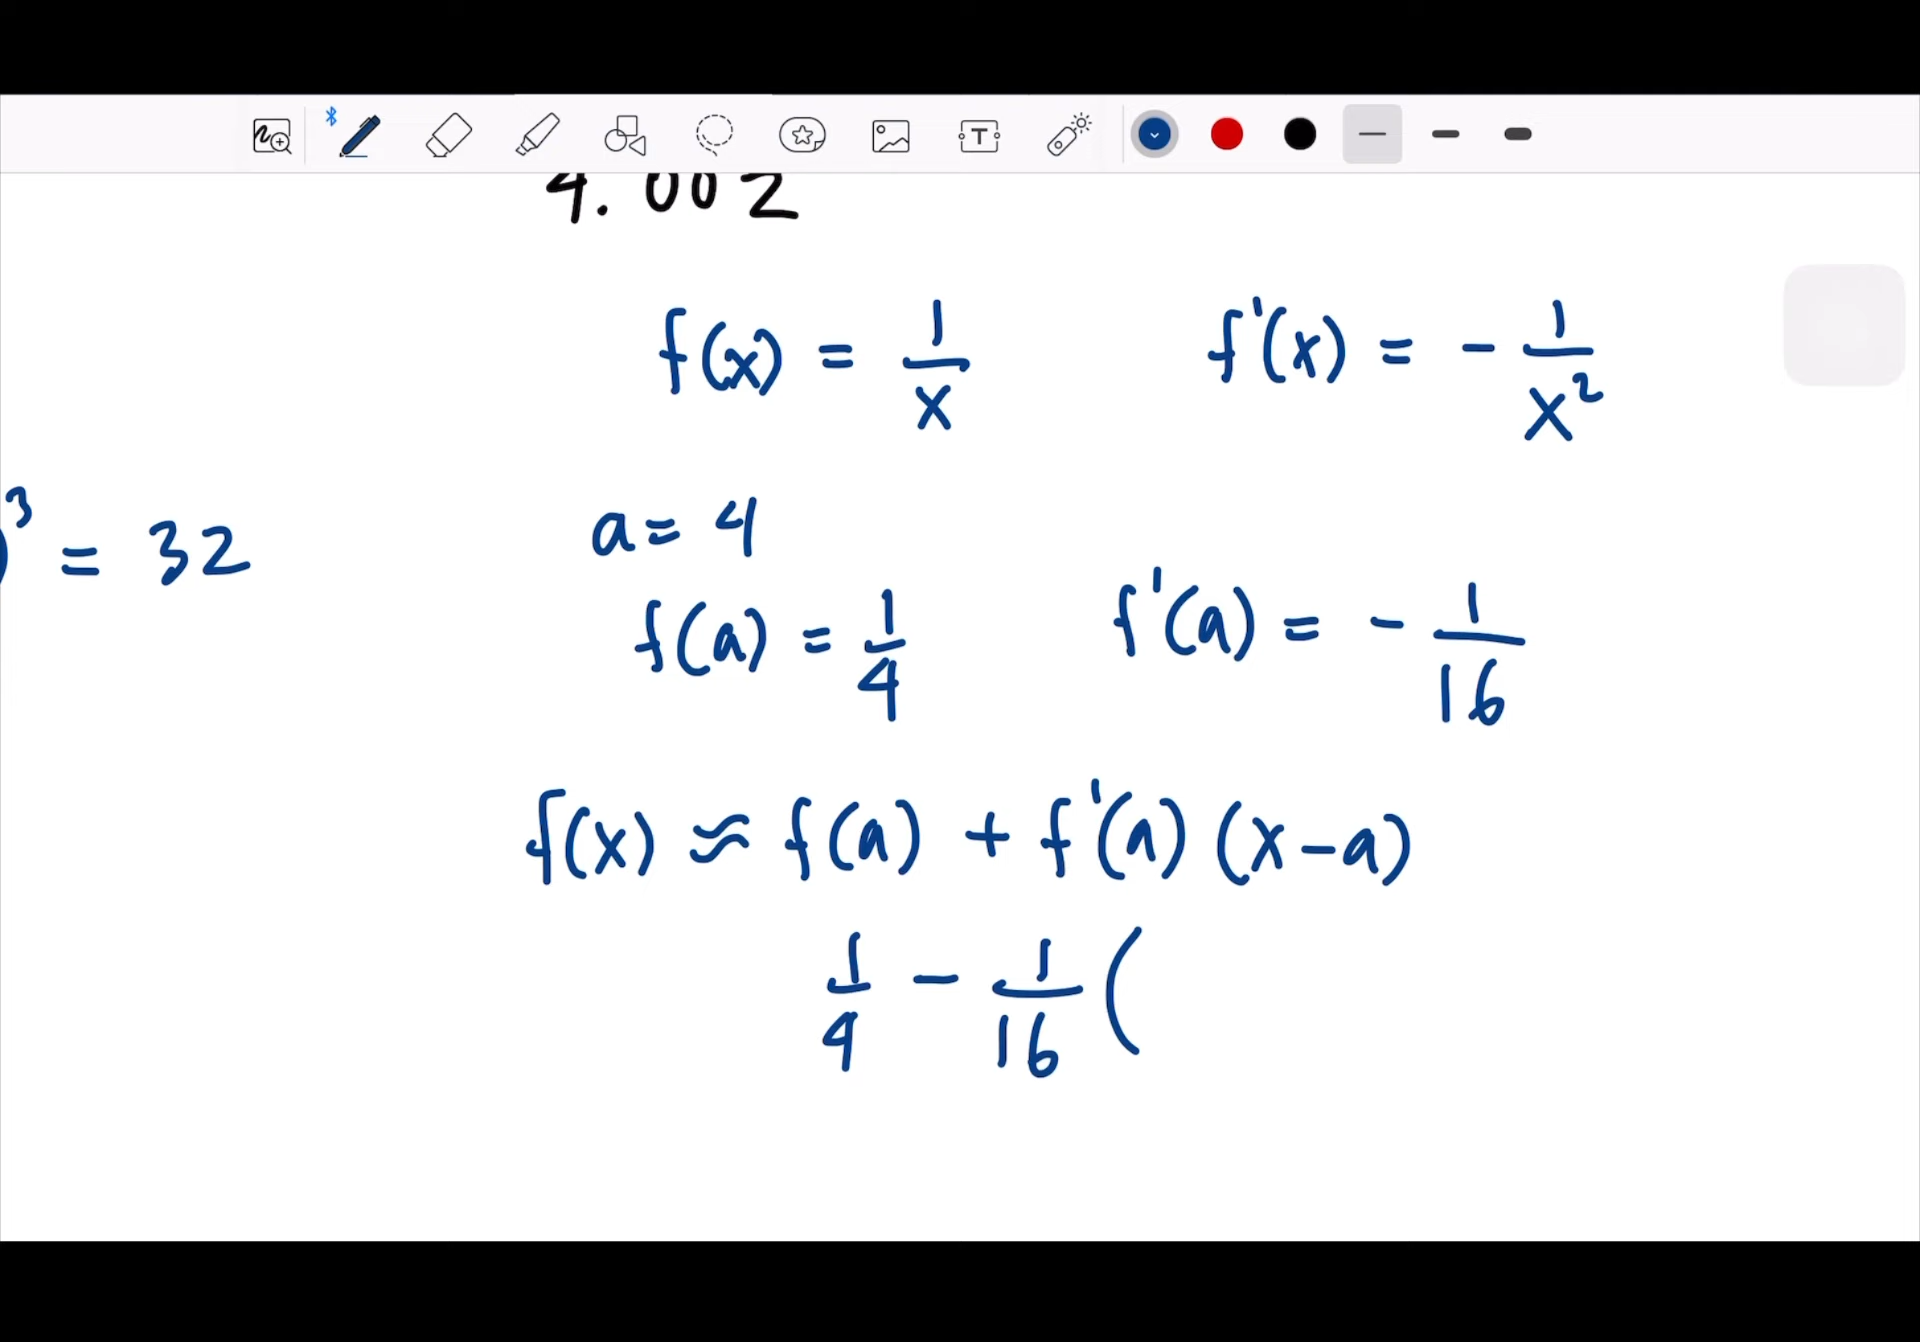 4.002
f(x) = 1/x f'(x) = - 1/x²
)³ = 32
a = 4
f(a) = 1/4 f'(a) = - 1/16
f(x) ≈ f(a) + f'(a) (x-a)
1/4 - 1/16 (